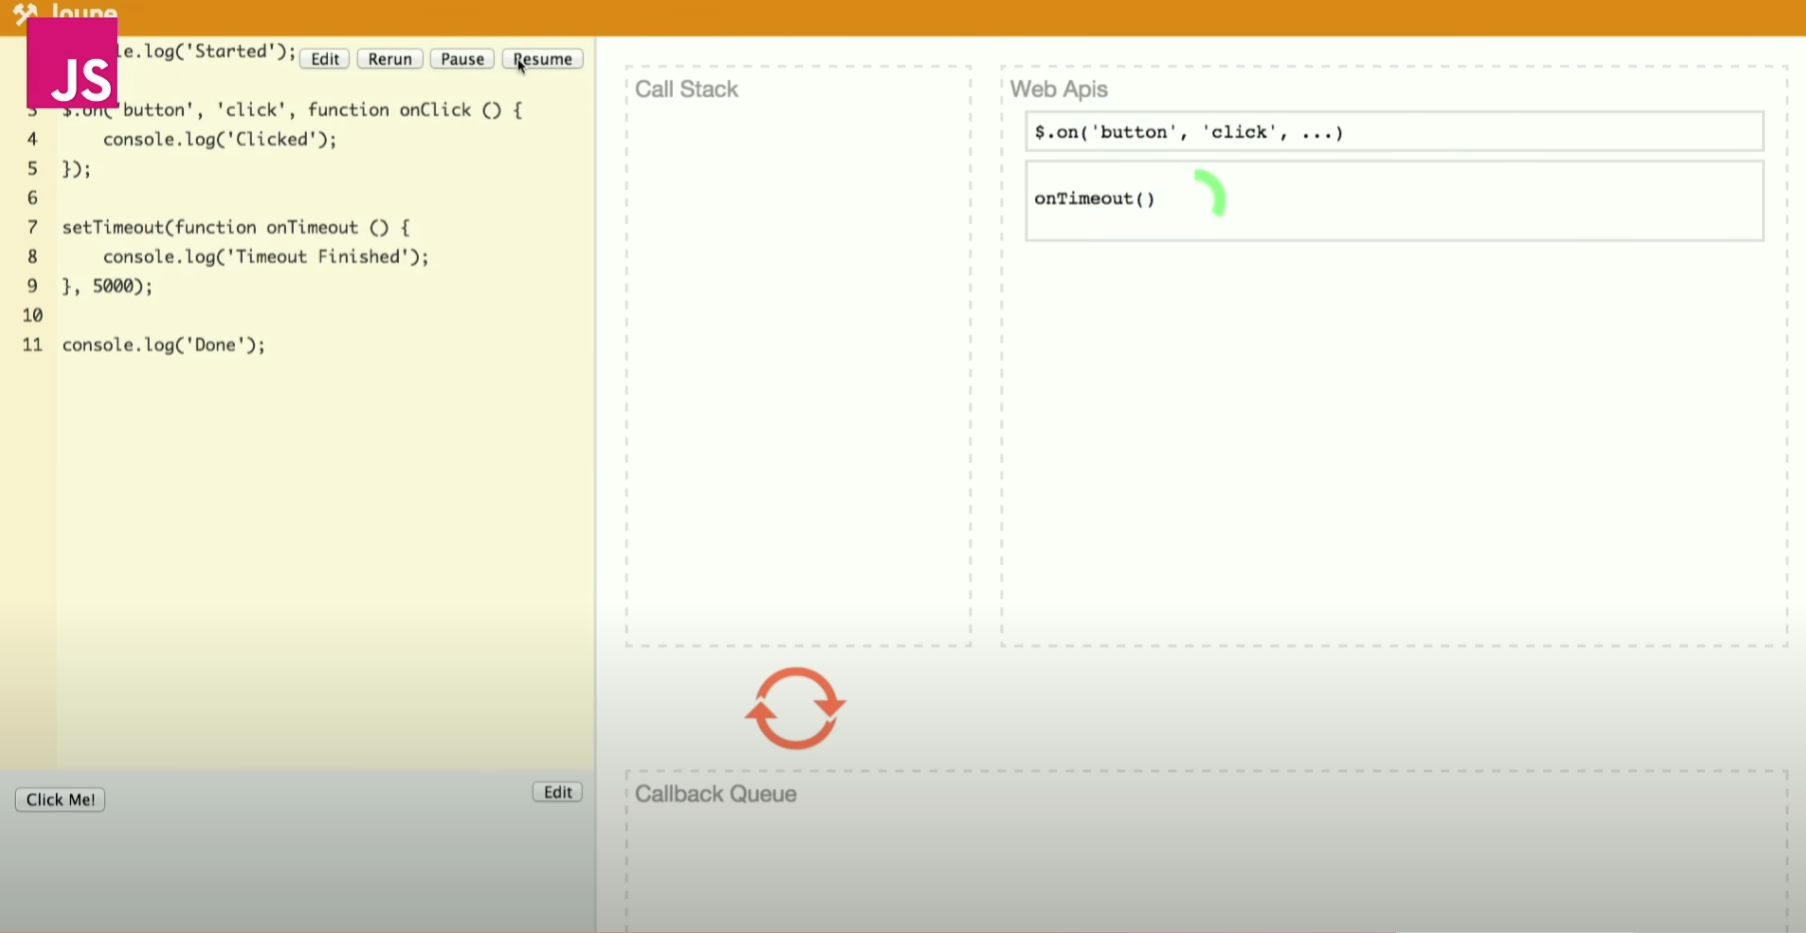 Loupe
JS
le.log('Started');
Edit
Rerun
Pause
Resume
3 $.on('button', 'click', function onClick () {
4 console.log('Clicked');
5 });
6
7 setTimeout(function onTimeout () {
8 console.log('Timeout Finished');
9 }, 5000);
10
11 console.log('Done');
Click Me!
Edit
Call Stack
Web Apis
$.on('button', 'click', ...)
onTimeout()
Callback Queue